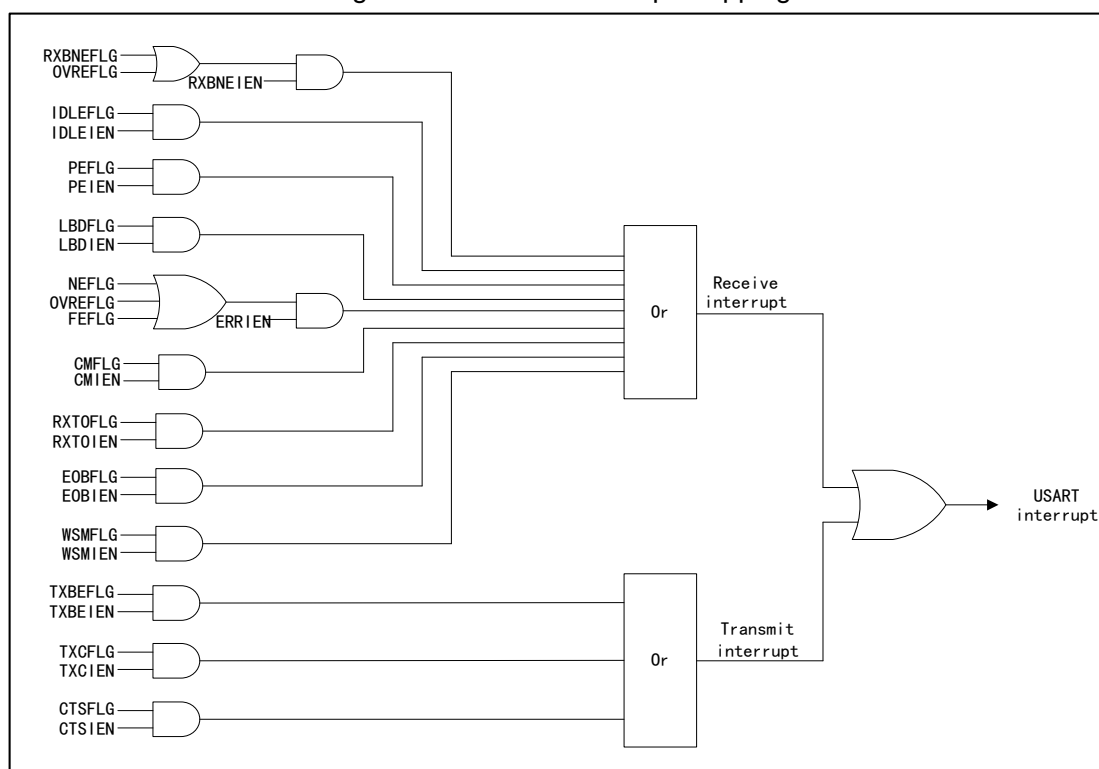 RXBNEFLG
OVREFLG
RXBNEIEN
IDLEFLG
IDLEIEN
PEFLG
PEIEN
LBDFLG
LBDIEN
NEFLG
OVREFLG
FEFLG
ERRIEN
CMFLG
CMIEN
RXTOFLG
RXTOIEN
EOBFLG
EOBIEN
WSMFLG
WSMIEN
TXBEFLG
TXBEIEN
TXCFLG
TXCIEN
CTSFLG
CTSIEN
Or
Receive
interrupt
Or
Transmit
interrupt
USART
interrupt